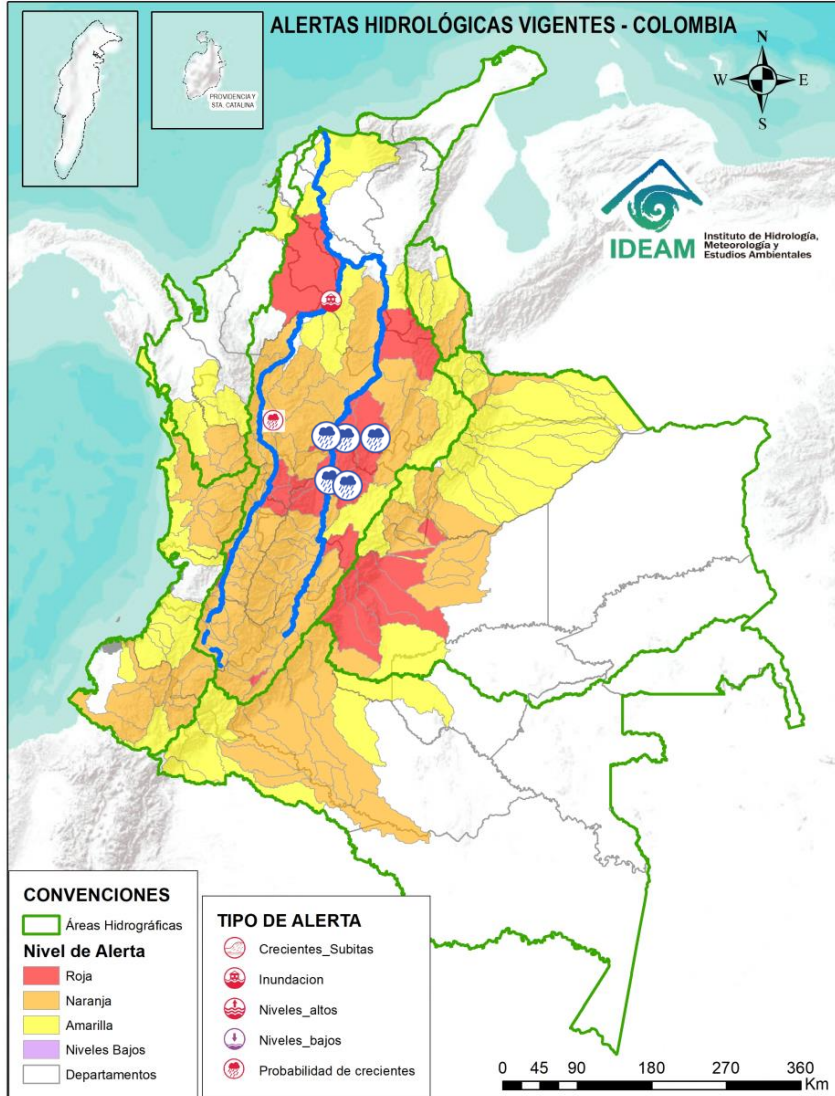 ALERTAS HIDROLÓGICAS VIGENTES - COLOMBIA
PROVIDENCIA Y
STA. CATALINA
N
W
E
S
IDEAM
Instituto de Hidrología,
Meteorología y
Estudios Ambientales
CONVENCIONES
Áreas Hidrográficas
Nivel de Alerta
Roja
Naranja
Amarilla
Niveles Bajos
Departamentos
TIPO DE ALERTA
Crecientes_Subitas
Inundacion
Niveles_altos
Niveles_bajos
Probabilidad de crecientes
0 45 90 180 270 360
Km